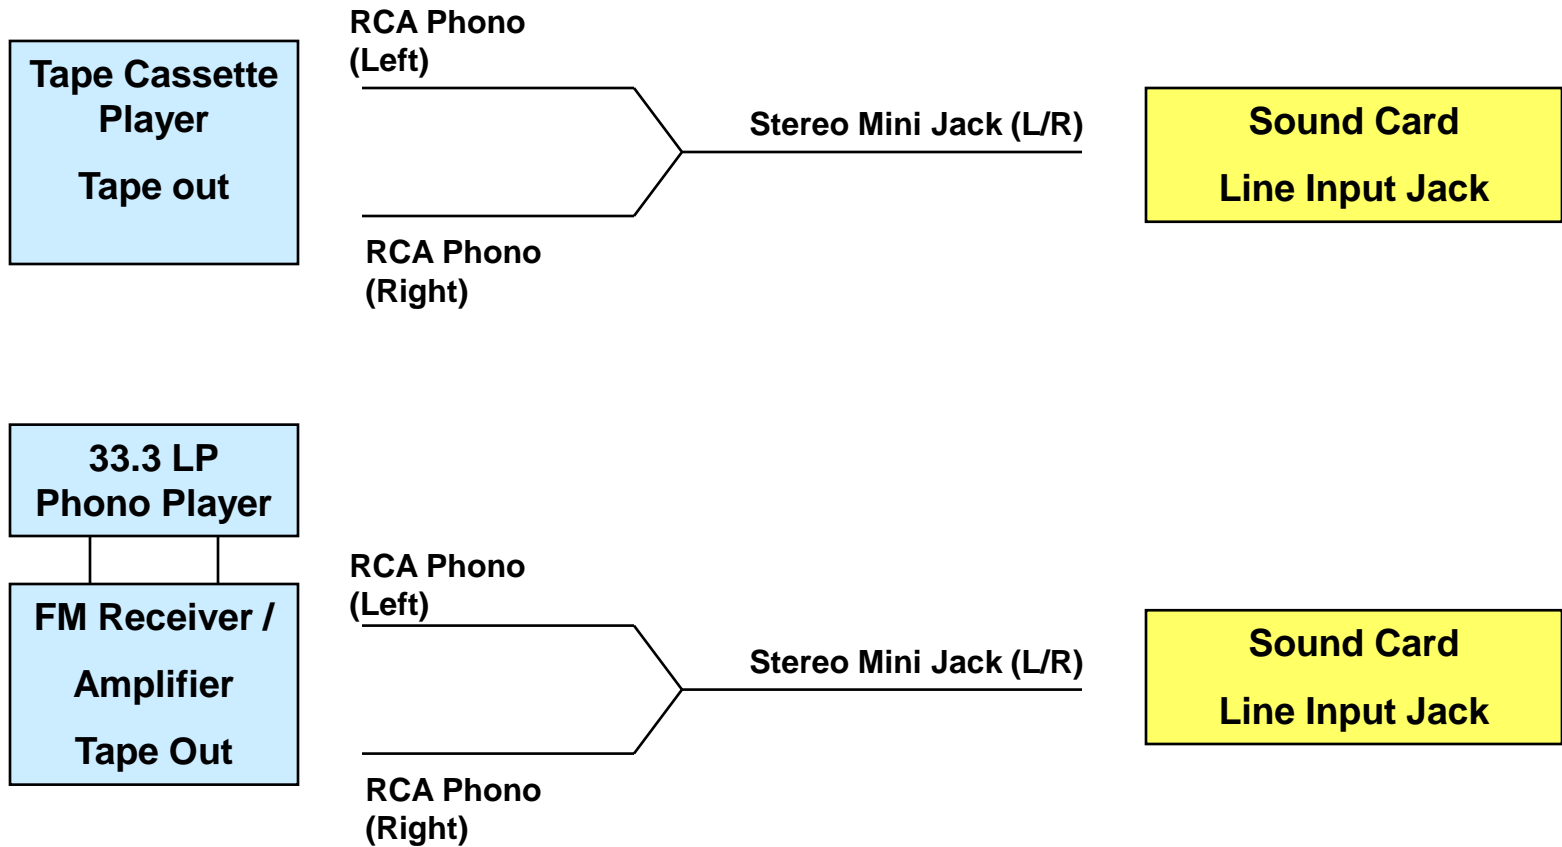 RCA Phono
(Left)
Tape Cassette
Player
Tape out
Stereo Mini Jack (L/R)
Sound Card
Line Input Jack
RCA Phono
(Right)
33.3 LP
Phono Player
FM Receiver /
Amplifier
Tape Out
RCA Phono
(Left)
Stereo Mini Jack (L/R)
Sound Card
Line Input Jack
RCA Phono
(Right)